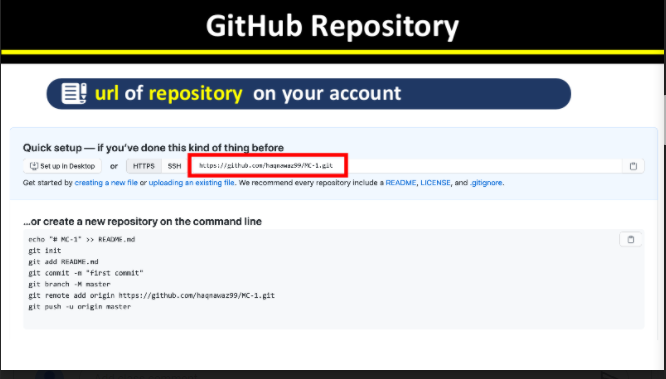 GitHub Repository
url of repository on your account
Quick setup — if you've done this kind of thing before
Set up in Desktop or HTTPS SSH https://github.com/haqnawaz99/MC-1.git
Get started by creating a new file or uploading an existing file. We recommend every repository include a README, LICENSE, and .gitignore.
...or create a new repository on the command line
echo "# MC-1" >> README.md
git init
git add README.md
git commit -m "first commit"
git branch -M master
git remote add origin https://github.com/haqnawaz99/MC-1.git
git push -u origin master